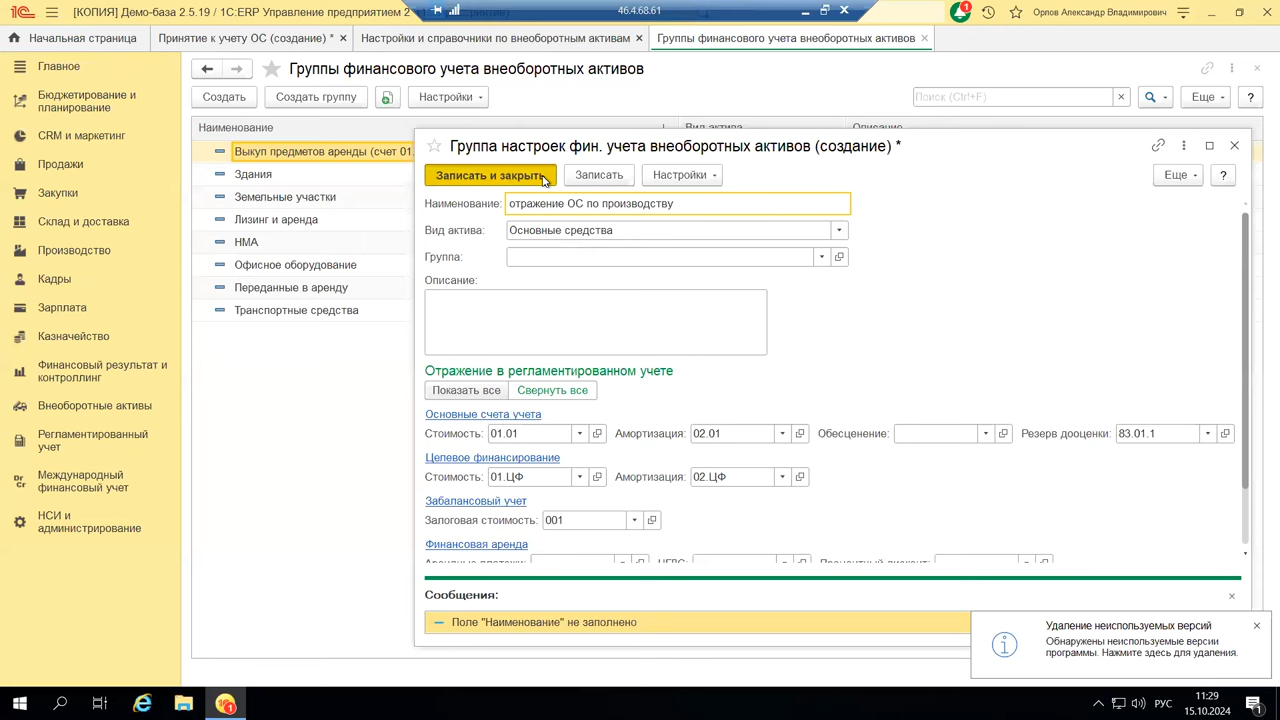 [КОПИЯ] Демо-база 2.5.19 / 1С:ERP Управление предприятием 2
46.4.68.61
1
Орлов Александр Владимирович
Начальная страница
Принятие к учету ОС (создание) *
Настройки и справочники по внеоборотным активам
Группы финансового учета внеоборотных активов
Главное
Бюджетирование и
планирование
CRM и маркетинг
Продажи
Закупки
Склад и доставка
Производство
Кадры
Зарплата
Казначейство
Финансовый результат и
контроллинг
Внеоборотные активы
Регламентированный
учет
Международный
финансовый учет
НСИ и
администрирование
Группы финансового учета внеоборотных активов
Создать
Создать группу
Настройки
Поиск (Ctrl+F)
Еще
?
Наименование
Вид актива
Описание
Выкуп предметов аренды (счет 01.
Здания
Земельные участки
Лизинг и аренда
НМА
Офисное оборудование
Переданные в аренду
Транспортные средства
Группа настроек фин. учета внеоборотных активов (создание) *
Записать и закрыть
Записать
Настройки
Еще
?
Наименование: отражение ОС по производству
Вид актива: Основные средства
Группа:
Описание:
Отражение в регламентированном учете
Показать все
Свернуть все
Основные счета учета
Стоимость: 01.01 Амортизация: 02.01 Обесценение: Резерв дооценки: 83.01.1
Целевое финансирование
Стоимость: 01.ЦФ Амортизация: 02.ЦФ
Забалансовый учет
Залоговая стоимость: 001
Финансовая аренда
Сообщения:
Поле "Наименование" не заполнено
Удаление неиспользуемых версий
Обнаружены неиспользуемые версии
программы. Нажмите здесь для удаления.
РУС
11:29
15.10.2024